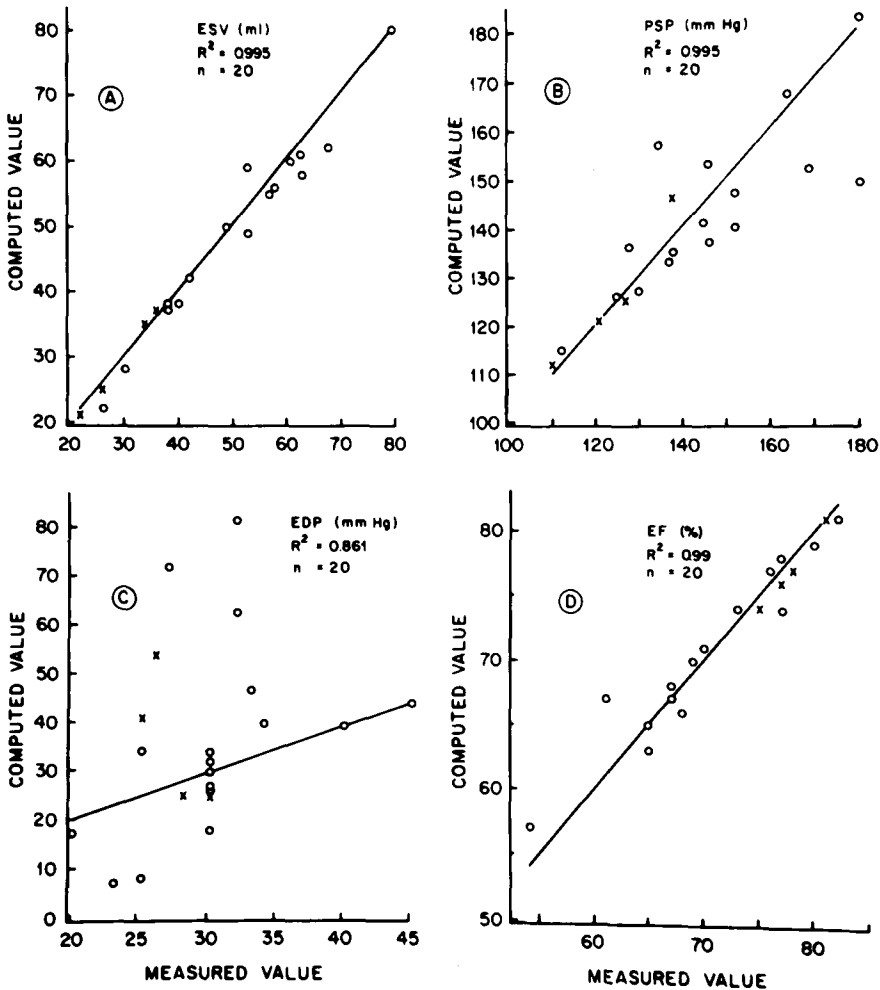 ESV (ml)
R² = 0.995
n = 20
A
COMPUTED VALUE
80
70
60
50
40
30
20
20 30 40 50 60 70 80
PSP (mm Hg)
R² = 0.995
n = 20
B
COMPUTED VALUE
180
170
160
150
140
130
120
110
100
100 120 140 160 180
EDP (mm Hg)
R² = 0.861
n = 20
C
COMPUTED VALUE
80
70
60
50
40
30
20
10
0
20 25 30 35 40 45
MEASURED VALUE
EF (%)
R² = 0.99
n = 20
D
COMPUTED VALUE
80
70
60
50
60 70 80
MEASURED VALUE